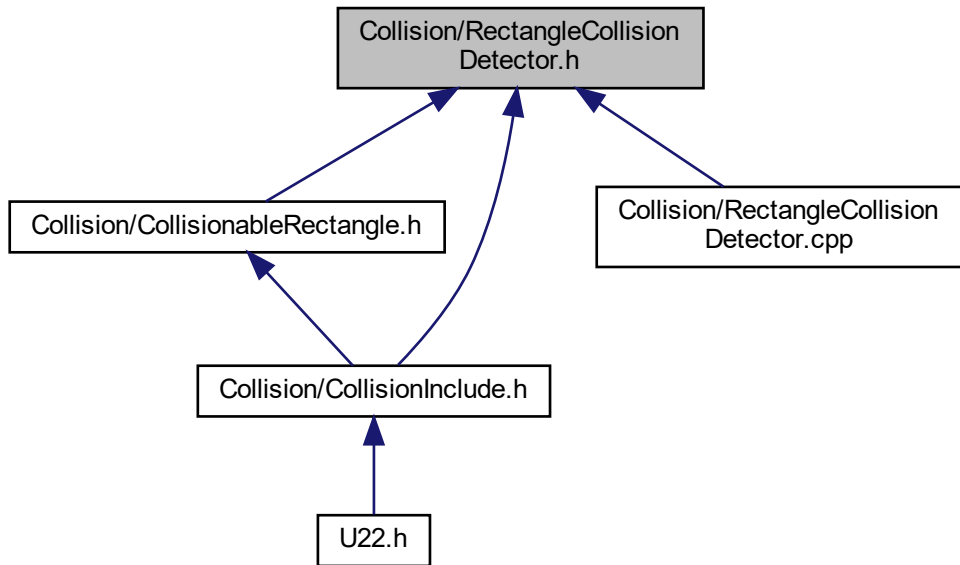 Collision/RectangleCollision
Detector.h
Collision/CollisionableRectangle.h
Collision/RectangleCollision
Detector.cpp
Collision/CollisionInclude.h
U22.h